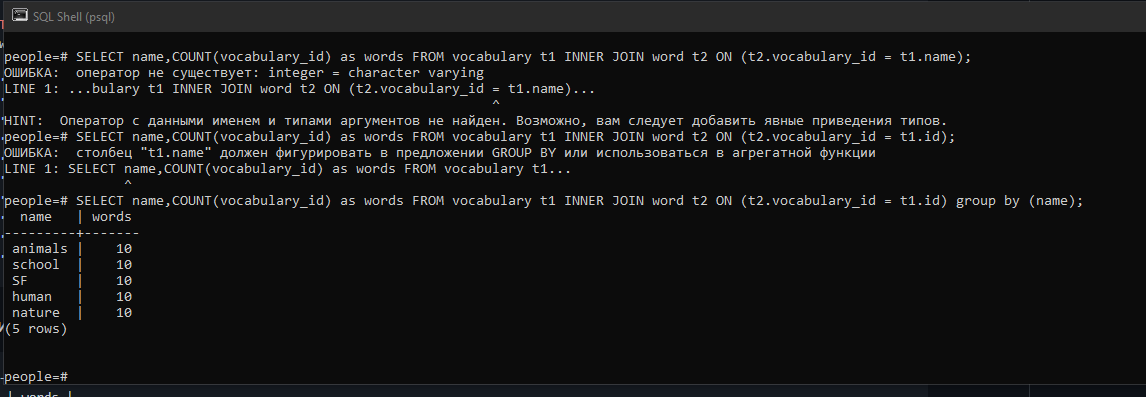 SQL Shell (psql)
people=# SELECT name,COUNT(vocabulary_id) as words FROM vocabulary t1 INNER JOIN word t2 ON (t2.vocabulary_id = t1.name);
ОШИБКА:  оператор не существует: integer = character varying
LINE 1: ...bulary t1 INNER JOIN word t2 ON (t2.vocabulary_id = t1.name)...
^
HINT:  Оператор с данными именем и типами аргументов не найден. Возможно, вам следует добавить явные приведения типов.
people=# SELECT name,COUNT(vocabulary_id) as words FROM vocabulary t1 INNER JOIN word t2 ON (t2.vocabulary_id = t1.id);
ОШИБКА:  столбец "t1.name" должен фигурировать в предложении GROUP BY или использоваться в агрегатной функции
LINE 1: SELECT name,COUNT(vocabulary_id) as words FROM vocabulary t1...
^
people=# SELECT name,COUNT(vocabulary_id) as words FROM vocabulary t1 INNER JOIN word t2 ON (t2.vocabulary_id = t1.id) group by (name);
name   | words
---------+-------
animals |    10
school  |    10
SF      |    10
human   |    10
nature  |    10
(5 rows)
people=#
| words |